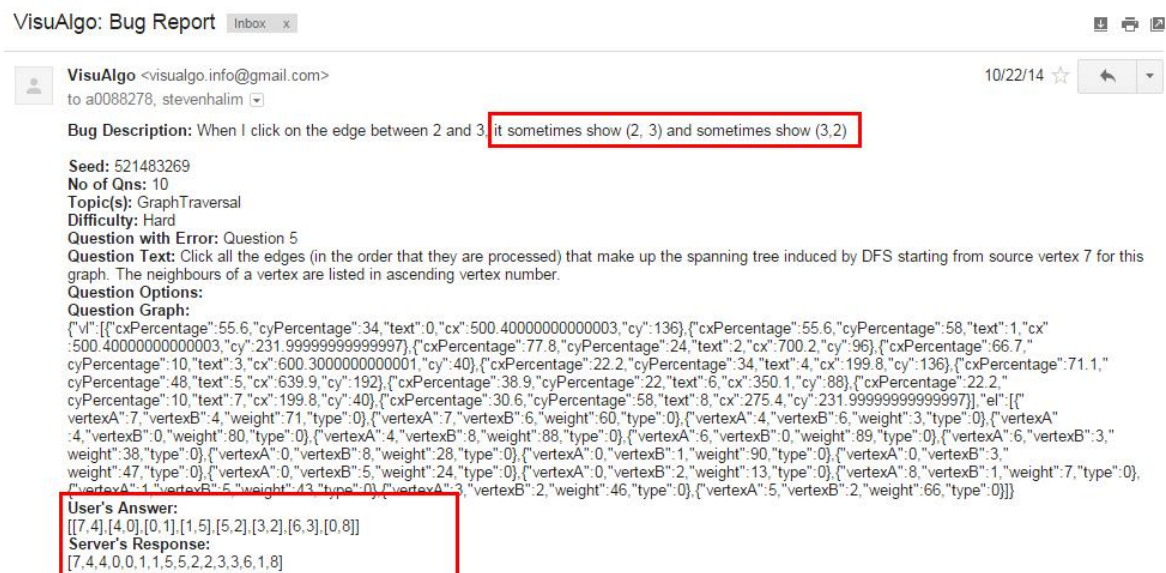 VisuAlgo: Bug Report Inbox x
VisuAlgo <visualgo.info@gmail.com> 10/22/14
to a0088278, stevenhalim
Bug Description: When I click on the edge between 2 and 3, it sometimes show (2, 3) and sometimes show (3,2)
Seed: 521483269
No of Qns: 10
Topic(s): GraphTraversal
Difficulty: Hard
Question with Error: Question 5
Question Text: Click all the edges (in the order that they are processed) that make up the spanning tree induced by DFS starting from source vertex 7 for this
graph. The neighbours of a vertex are listed in ascending vertex number.
Question Options:
Question Graph:
{"vl":[{"cxPercentage":55.6,"cyPercentage":34,"text":0,"cx":500.40000000000003,"cy":136},{"cxPercentage":55.6,"cyPercentage":58,"text":1,"cx"
:500.40000000000003,"cy":231.99999999999997},{"cxPercentage":77.8,"cyPercentage":24,"text":2,"cx":700.2,"cy":96},{"cxPercentage":66.7,"
cyPercentage":10,"text":3,"cx":600.3000000000001,"cy":40},{"cxPercentage":22.2,"cyPercentage":34,"text":4,"cx":199.8,"cy":136},{"cxPercentage":71.1,"
cyPercentage":48,"text":5,"cx":639.9,"cy":192},{"cxPercentage":38.9,"cyPercentage":22,"text":6,"cx":350.1,"cy":88},{"cxPercentage":22.2,"
cyPercentage":10,"text":7,"cx":199.8,"cy":40},{"cxPercentage":30.6,"cyPercentage":58,"text":8,"cx":275.4,"cy":231.99999999999997}],"el":[{"
vertexA":7,"vertexB":4,"weight":71,"type":0},{"vertexA":7,"vertexB":6,"weight":60,"type":0},{"vertexA":4,"vertexB":6,"weight":3,"type":0},{"vertexA"
:4,"vertexB":0,"weight":80,"type":0},{"vertexA":4,"vertexB":8,"weight":88,"type":0},{"vertexA":6,"vertexB":0,"weight":89,"type":0},{"vertexA":6,"vertexB":3,"
weight":38,"type":0},{"vertexA":0,"vertexB":8,"weight":28,"type":0},{"vertexA":0,"vertexB":1,"weight":90,"type":0},{"vertexA":0,"vertexB":3,"
weight":47,"type":0},{"vertexA":0,"vertexB":5,"weight":24,"type":0},{"vertexA":0,"vertexB":2,"weight":13,"type":0},{"vertexA":8,"vertexB":1,"weight":7,"type":0},
{"vertexA":1,"vertexB":5,"weight":43,"type":0},{"vertexA":3,"vertexB":2,"weight":46,"type":0},{"vertexA":5,"vertexB":2,"weight":66,"type":0}]}
User's Answer:
[[7,4],[4,0],[0,1],[1,5],[5,2],[3,2],[6,3],[0,8]]
Server's Response:
[7,4,4,0,0,1,1,5,5,2,2,3,3,6,1,8]